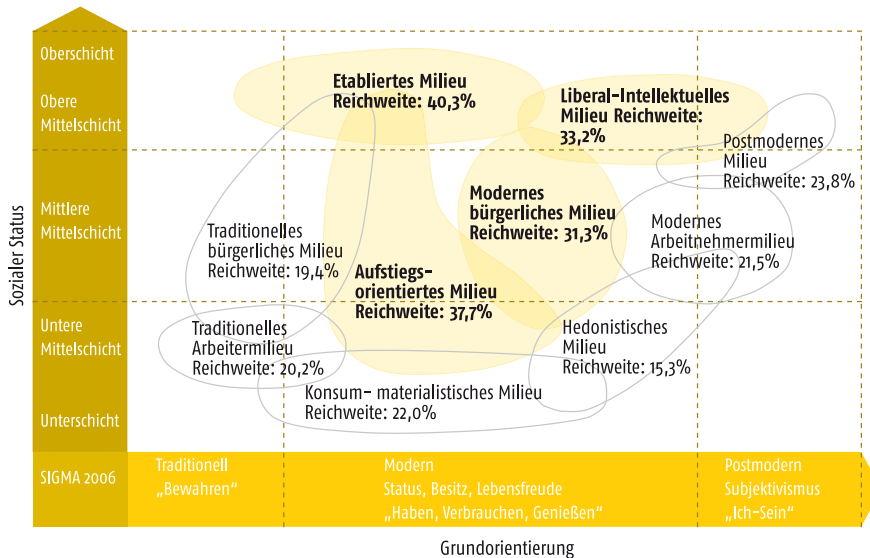 Sozialer Status
Oberschicht
Obere
Mittelschicht
Mittlere
Mittelschicht
Untere
Mittelschicht
Unterschicht
Etabliertes Milieu
Reichweite: 40,3%
Liberal-Intellektuelles
Milieu Reichweite:
33,2%
Postmodernes
Milieu
Reichweite: 23,8%
Modernes
bürgerliches Milieu
Reichweite: 31,3%
Modernes
Arbeitnehmermilieu
Reichweite: 21,5%
Traditionelles
bürgerliches Milieu
Reichweite: 19,4%
Aufstiegs-
orientiertes Milieu
Reichweite: 37,7%
Traditionelles
Arbeitermilieu
Reichweite: 20,2%
Hedonistisches
Milieu
Reichweite: 15,3%
Konsum- materialistisches Milieu
Reichweite: 22,0%
SIGMA 2006
Traditionell
„Bewahren“
Modern
Status, Besitz, Lebensfreude
„Haben, Verbrauchen, Genießen“
Postmodern
Subjektivismus
„Ich-Sein“
Grundorientierung